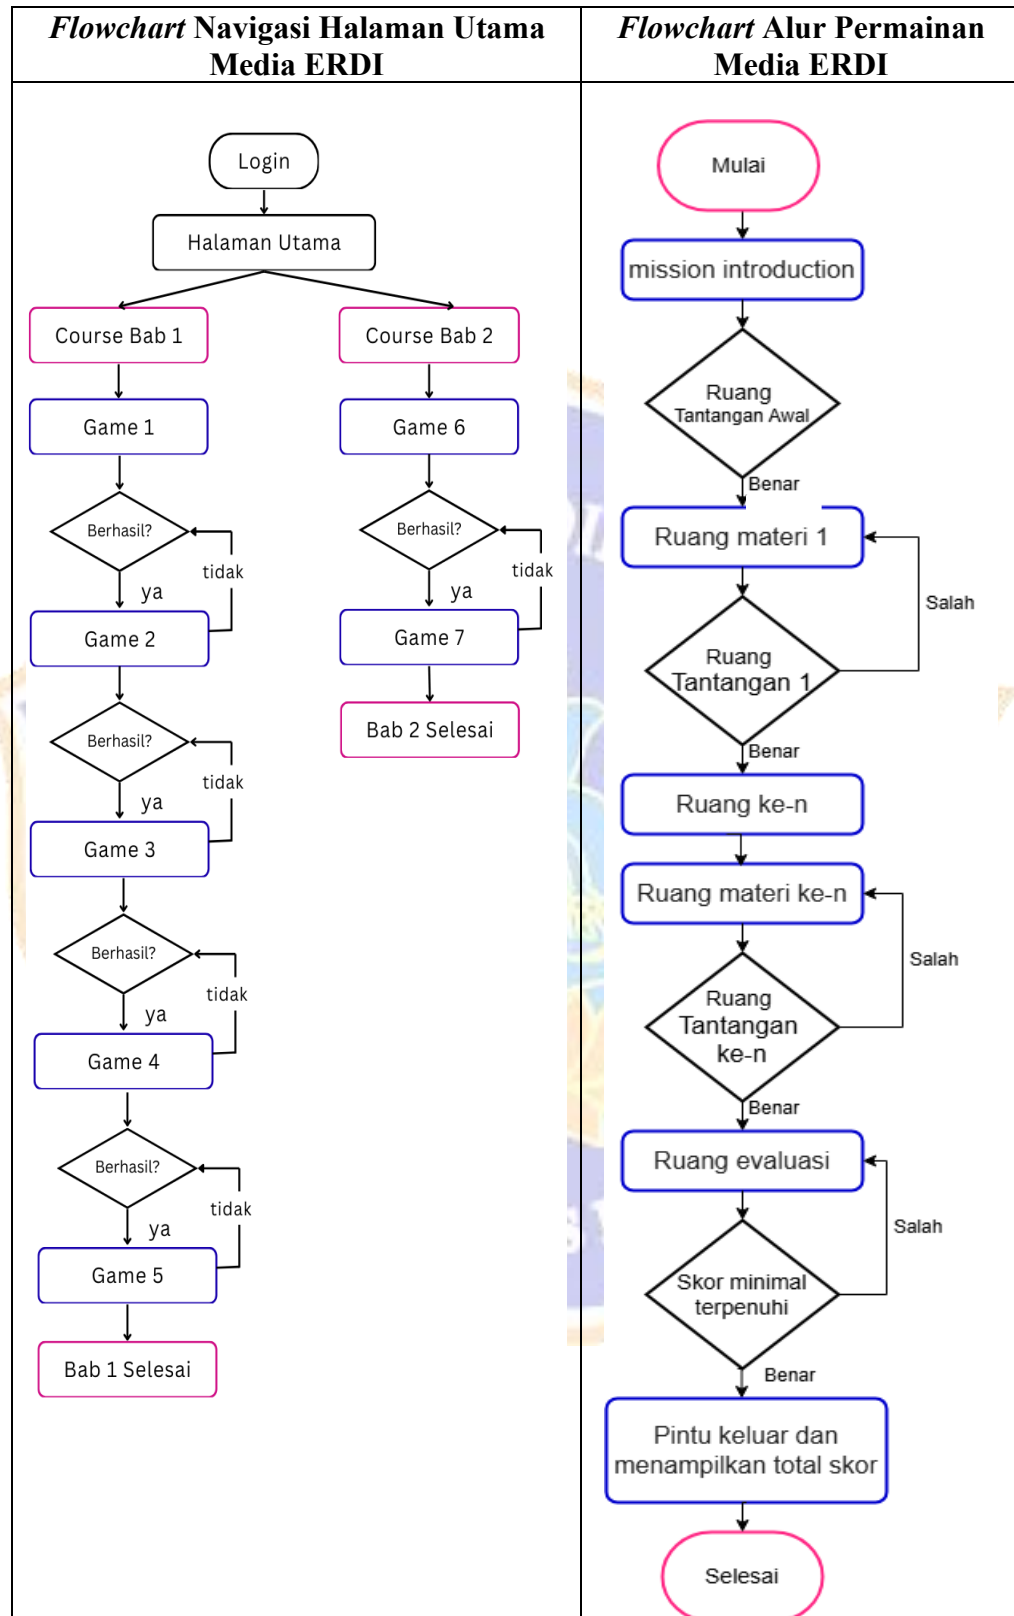 Flowchart Navigasi Halaman Utama
Media ERDI
Login
Halaman Utama
Course Bab 1
Game 1
Berhasil?
tidak
ya
Game 2
Berhasil?
tidak
ya
Game 3
Berhasil?
tidak
ya
Game 4
Berhasil?
tidak
ya
Game 5
Bab 1 Selesai
Course Bab 2
Game 6
Berhasil?
tidak
ya
Game 7
Bab 2 Selesai
Flowchart Alur Permainan
Media ERDI
Mulai
mission introduction
Ruang
Tantangan Awal
Benar
Ruang materi 1
Salah
Ruang
Tantangan 1
Benar
Ruang ke-n
Ruang materi ke-n
Salah
Ruang
Tantangan
ke-n
Benar
Ruang evaluasi
Salah
Skor minimal
terpenuhi
Benar
Pintu keluar dan
menampilkan total skor
Selesai